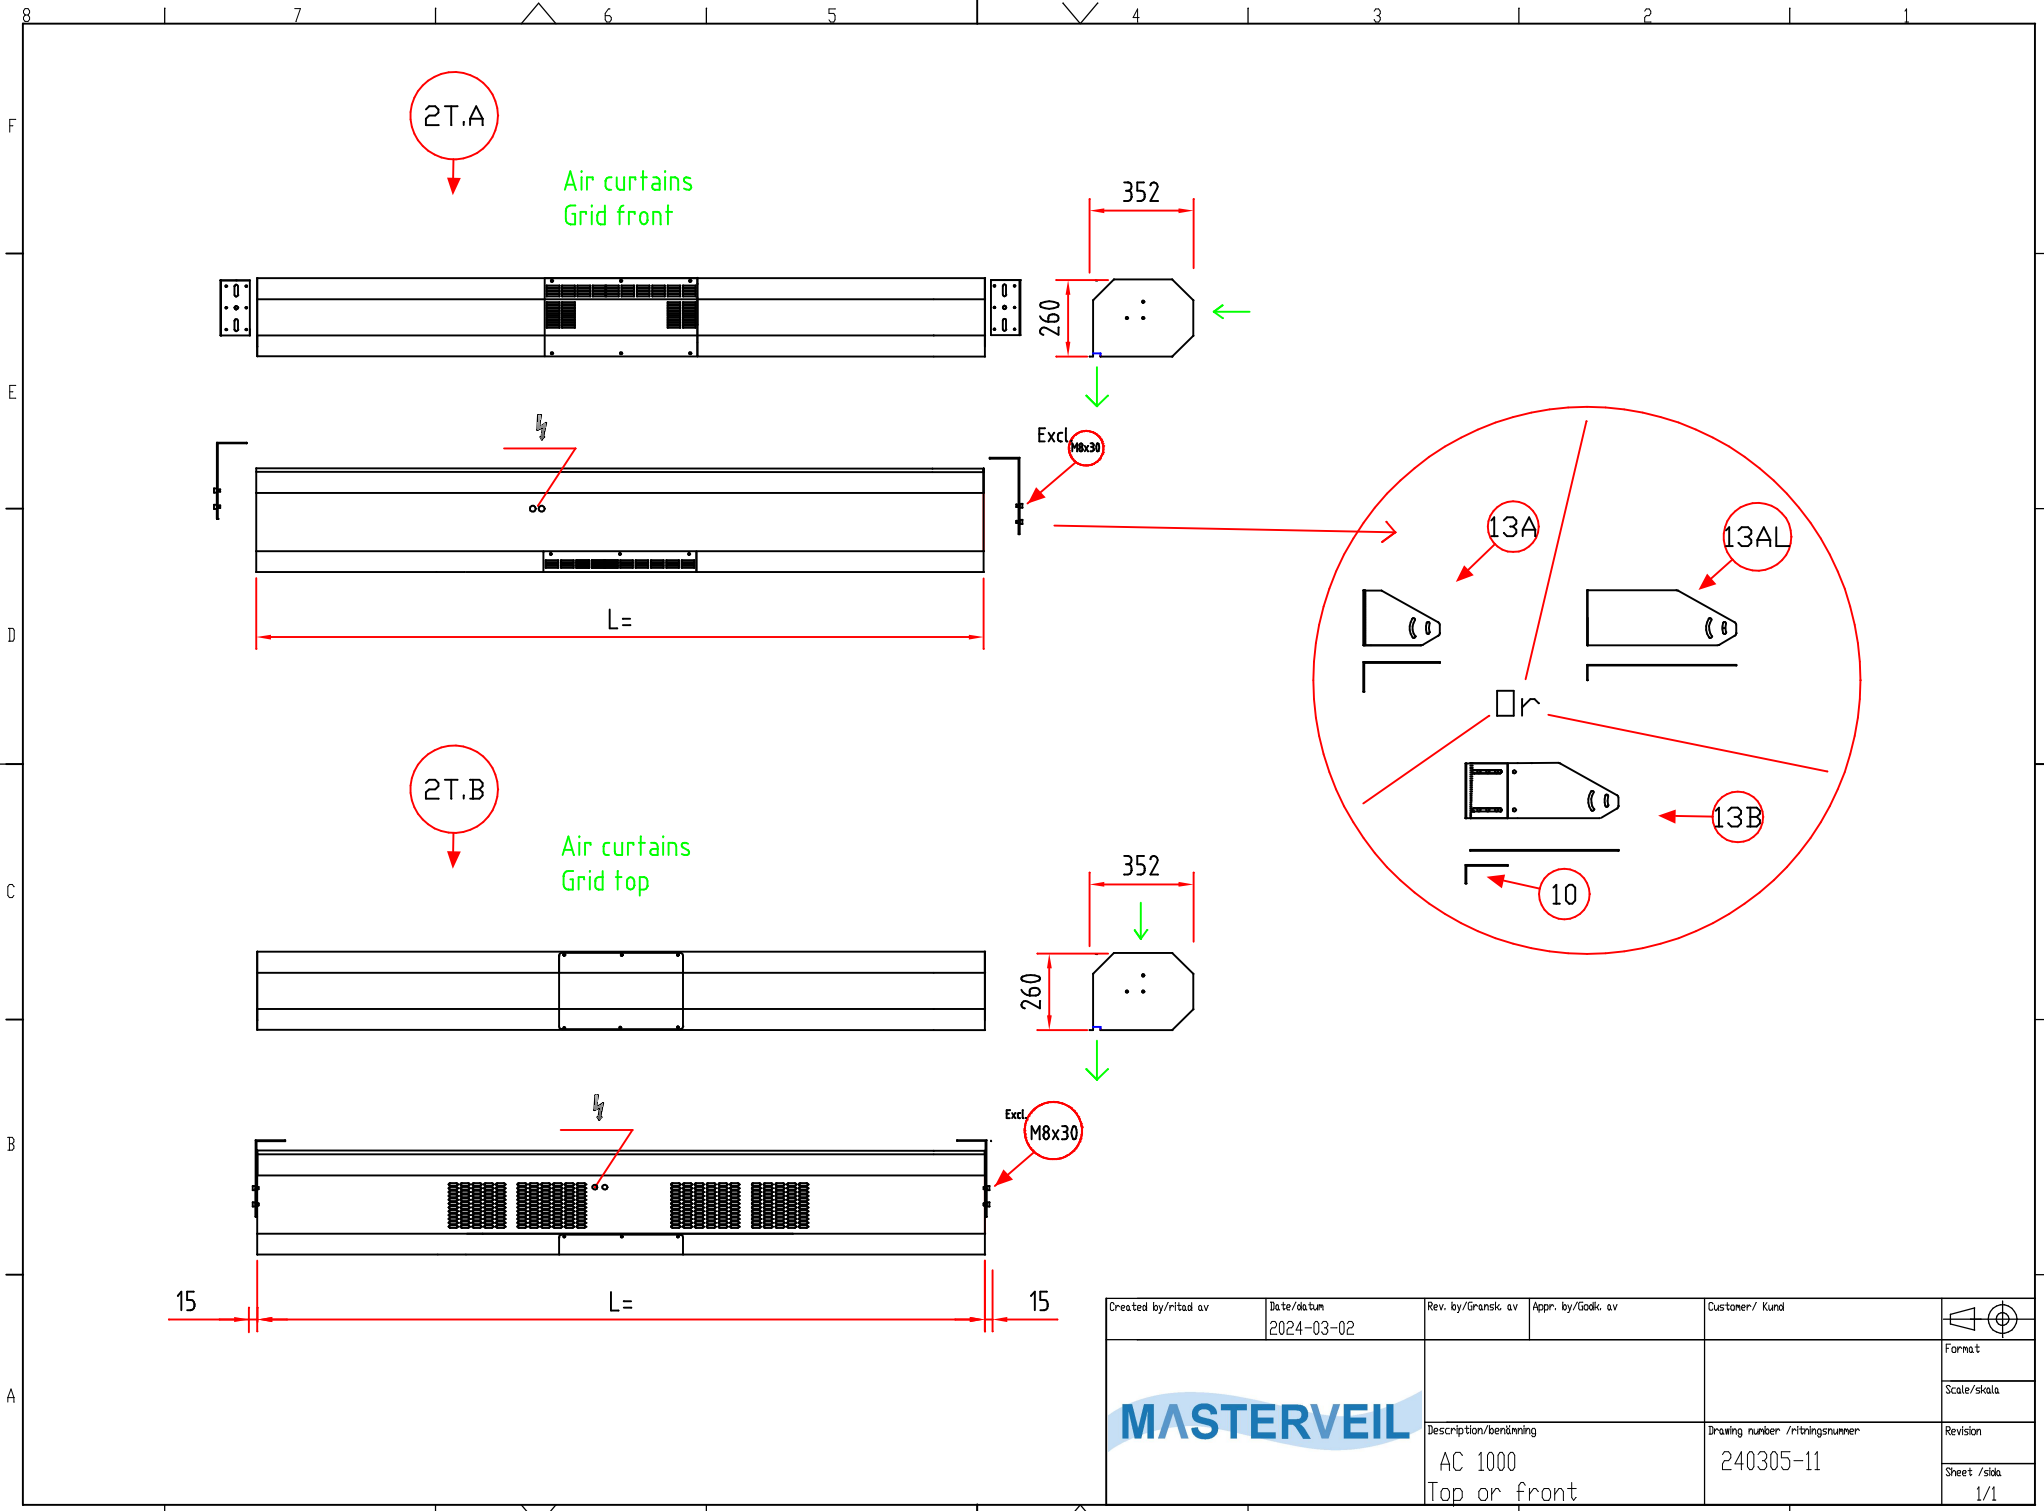 8 7 6 5 4 3 2 1
F
E
D
C
B
A
2T.A
Air curtains
Grid front
352
260
Excl.
M8x30
L=
13A
13AL
Or
13B
10
2T.B
Air curtains
Grid top
352
260
Excl.
M8x30
15
L=
15
Created by/ritad av
Date/datum
2024-03-02
Rev. by/Gransk. av
Appr. by/Godk. av
Customer/ Kund
Format
Scale/skala
MASTERVEIL
Description/benämning
AC 1000
Top or front
Drawing number /ritningsnummer
240305-11
Revision
Sheet /sida
1/1